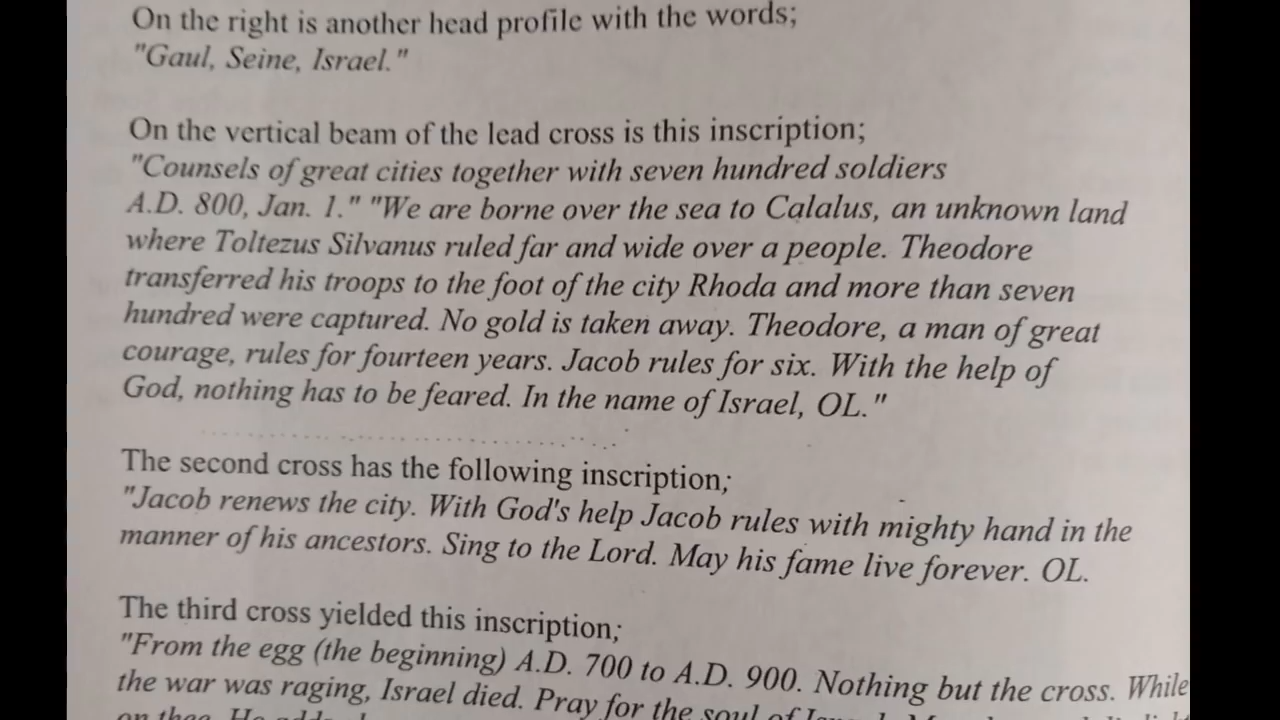 On the right is another head profile with the words;
"Gaul, Seine, Israel."
On the vertical beam of the lead cross is this inscription;
"Counsels of great cities together with seven hundred soldiers
A.D. 800, Jan. 1." "We are borne over the sea to Calalus, an unknown land
where Toltezus Silvanus ruled far and wide over a people. Theodore
transferred his troops to the foot of the city Rhoda and more than seven
hundred were captured. No gold is taken away. Theodore, a man of great
courage, rules for fourteen years. Jacob rules for six. With the help of
God, nothing has to be feared. In the name of Israel, OL."
The second cross has the following inscription;
"Jacob renews the city. With God's help Jacob rules with mighty hand in the
manner of his ancestors. Sing to the Lord. May his fame live forever. OL.
The third cross yielded this inscription;
"From the egg (the beginning) A.D. 700 to A.D. 900. Nothing but the cross. While
the war was raging, Israel died. Pray for the soul of